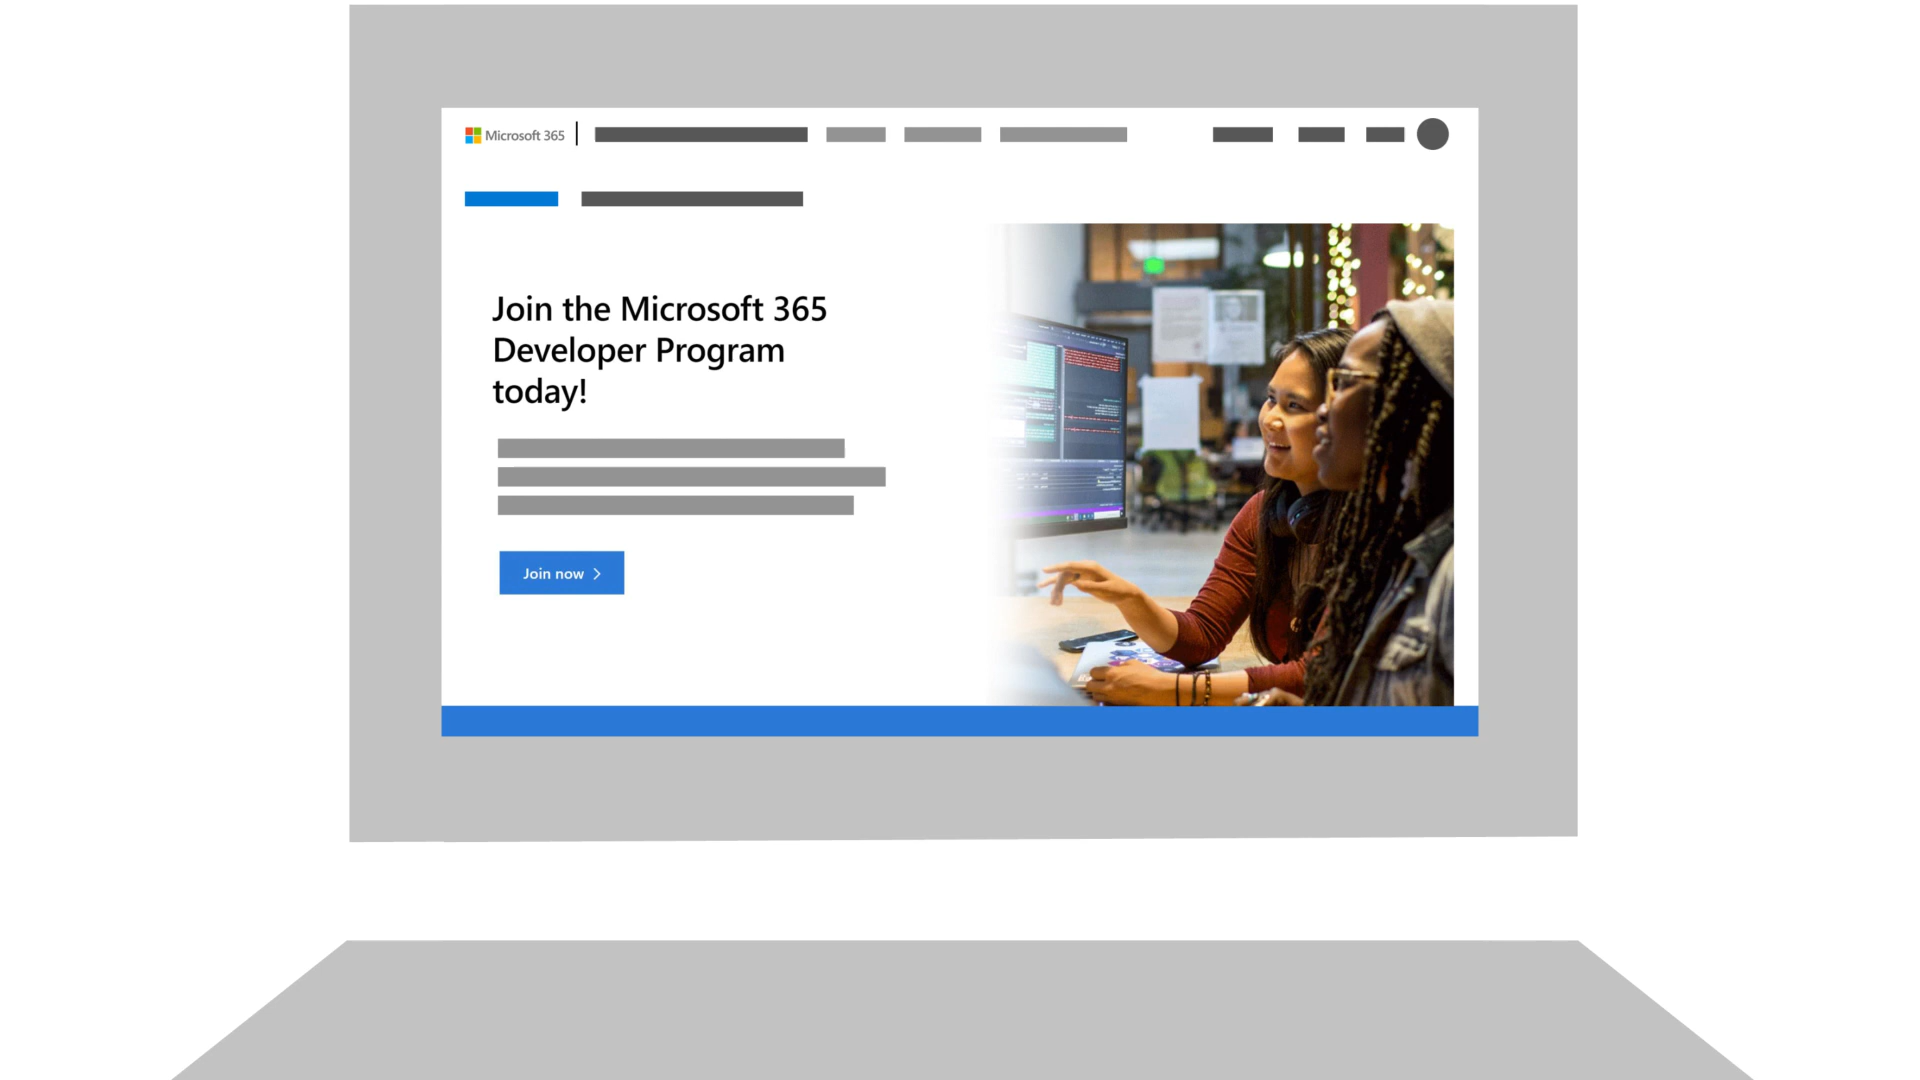 Microsoft 365
Join the Microsoft 365
Developer Program
today!
Join now